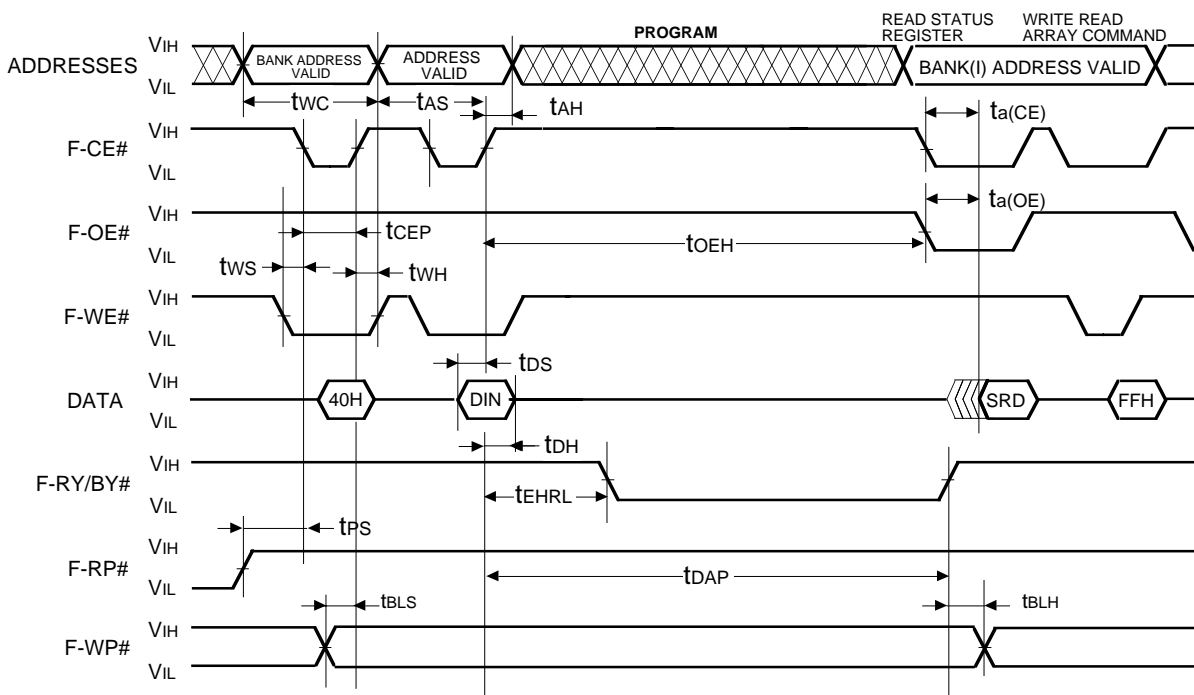 PROGRAM
READ STATUS REGISTER
WRITE READ ARRAY COMMAND
ADDRESSES
VIH
VIL
BANK ADDRESS VALID
ADDRESS VALID
BANK(I) ADDRESS VALID
tWC
tAS
tAH
ta(CE)
F-CE#
VIH
VIL
F-OE#
VIH
VIL
tCEP
tOEH
ta(OE)
tWS
tWH
F-WE#
VIH
VIL
tDS
DATA
VIH
VIL
40H
DIN
SRD
FFH
tDH
F-RY/BY#
VIH
VIL
tEHRL
tPS
F-RP#
VIH
VIL
tDAP
tBLS
tBLH
F-WP#
VIH
VIL